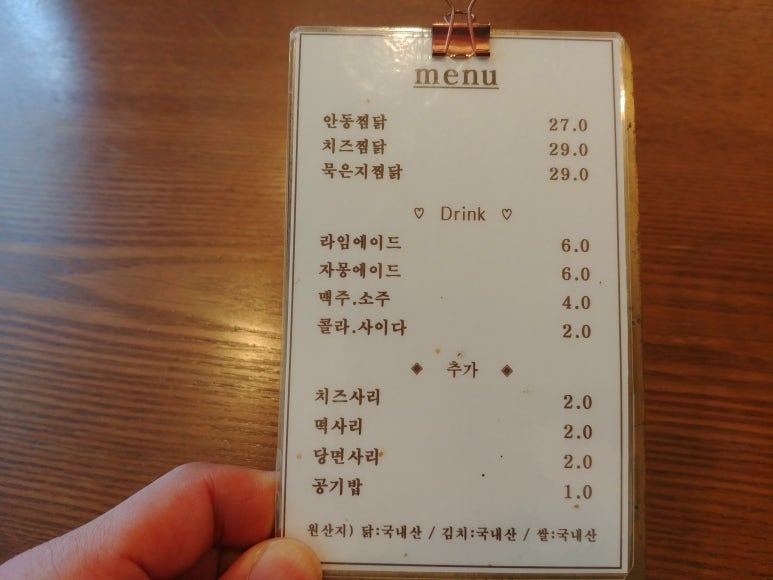 menu
안동찜닭 27.0
치즈찜닭 29.0
묵은지찜닭 29.0
♡ Drink ♡
라임에이드 6.0
자몽에이드 6.0
맥주.소주 4.0
콜라.사이다 2.0
◈ 추가 ◈
치즈사리 2.0
떡사리 2.0
당면사리 2.0
공기밥 1.0
원산지) 닭:국내산 / 김치:국내산 / 쌀:국내산